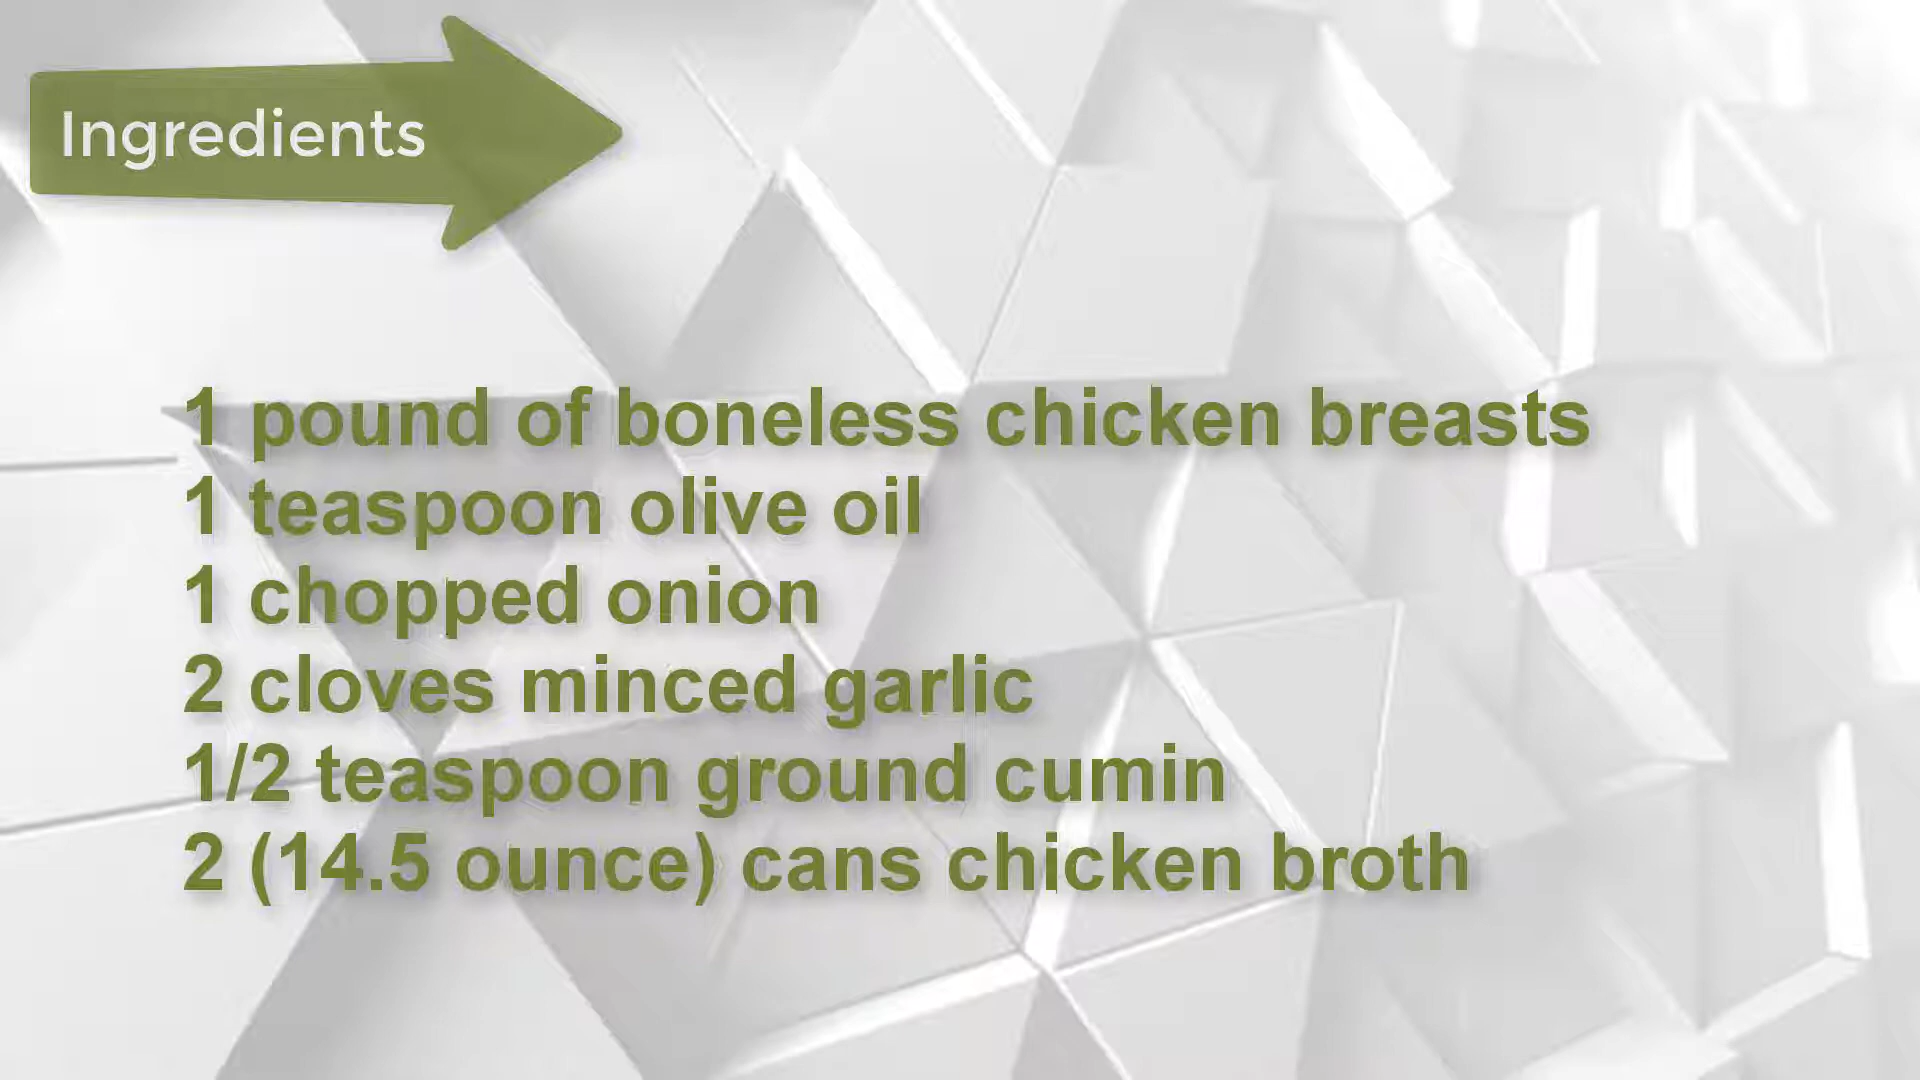 Ingredients
1 pound of boneless chicken breasts
1 teaspoon olive oil
1 chopped onion
2 cloves minced garlic
1/2 teaspoon ground cumin
2 (14.5 ounce) cans chicken broth